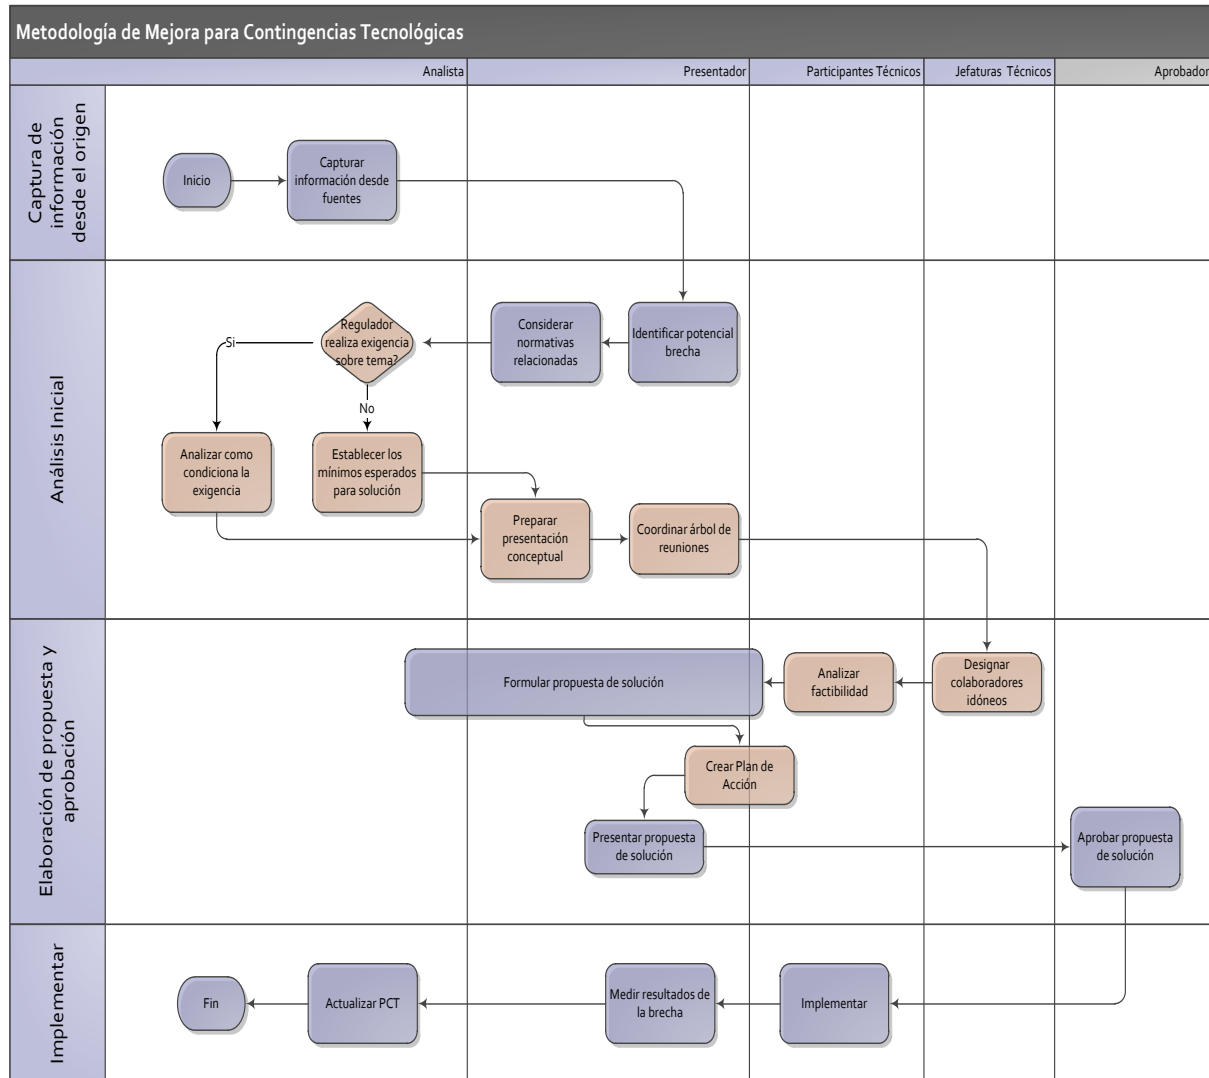 Metodología de Mejora para Contingencias Tecnológicas
Analista
Presentador
Participantes Técnicos
Jefaturas Técnicos
Aprobador
Captura de
información
desde el origen
Inicio
Capturar
información desde
fuentes
Análisis Inicial
Regulador
realiza exigencia
sobre tema?
Considerar
normativas
relacionadas
Identificar potencial
brecha
Si
No
Analizar como
condiciona la
exigencia
Establecer los
mínimos esperados
para solución
Preparar
presentación
conceptual
Coordinar árbol de
reuniones
Elaboración de propuesta y
aprobación
Formular propuesta de solución
Analizar
factibilidad
Designar
colaboradores
idóneos
Crear Plan de
Acción
Presentar propuesta
de solución
Aprobar propuesta
de solución
Implementar
Fin
Actualizar PCT
Medir resultados de
la brecha
Implementar